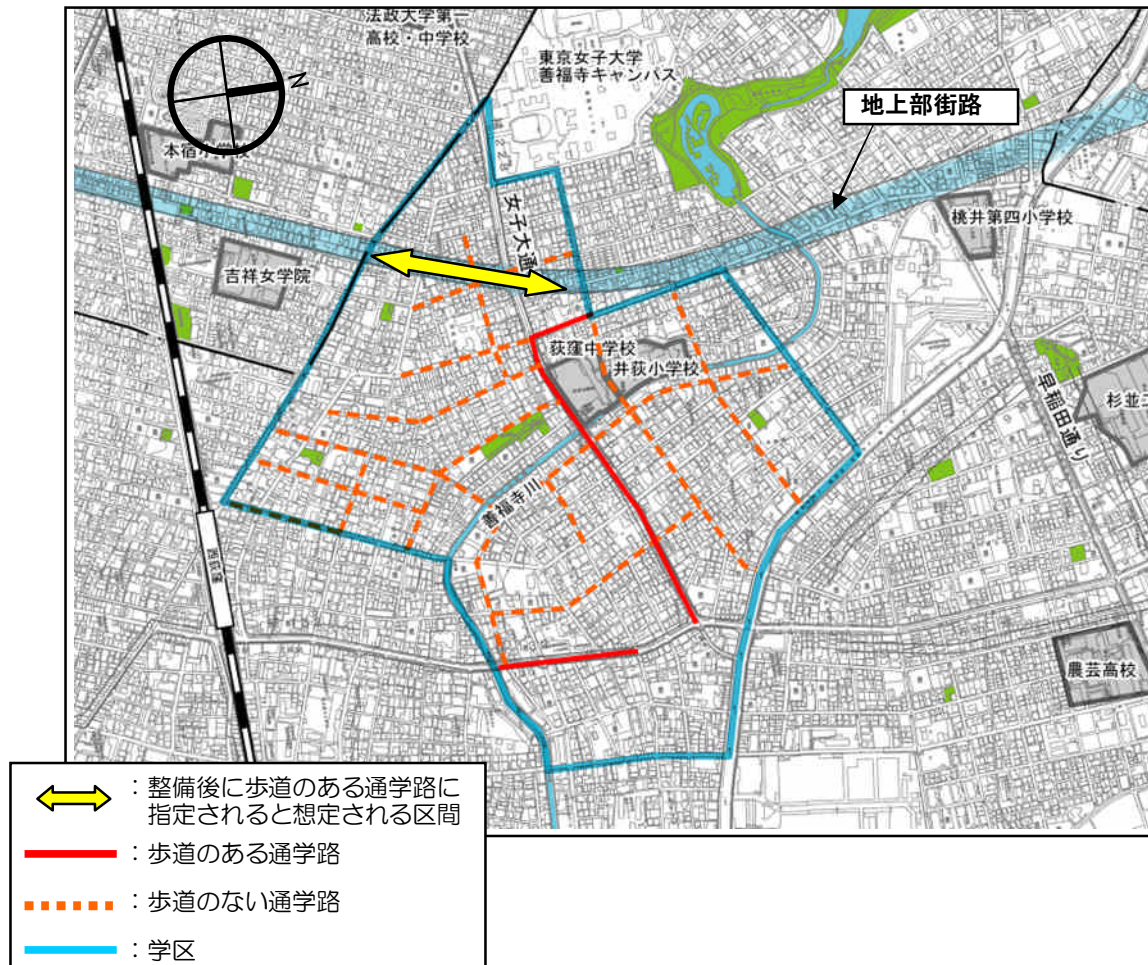 法政大学第一
高校・中学校
東京女子大学
善福寺キャンパス
N
地上部街路
本宿小学校
女子大通
桃井第四小学校
吉祥女学院
荻窪中学校
井荻小学校
早稲田通り
善福寺川
西荻窪
農芸高校
：整備後に歩道のある通学路に
指定されると想定される区間
：歩道のある通学路
：歩道のない通学路
：学区